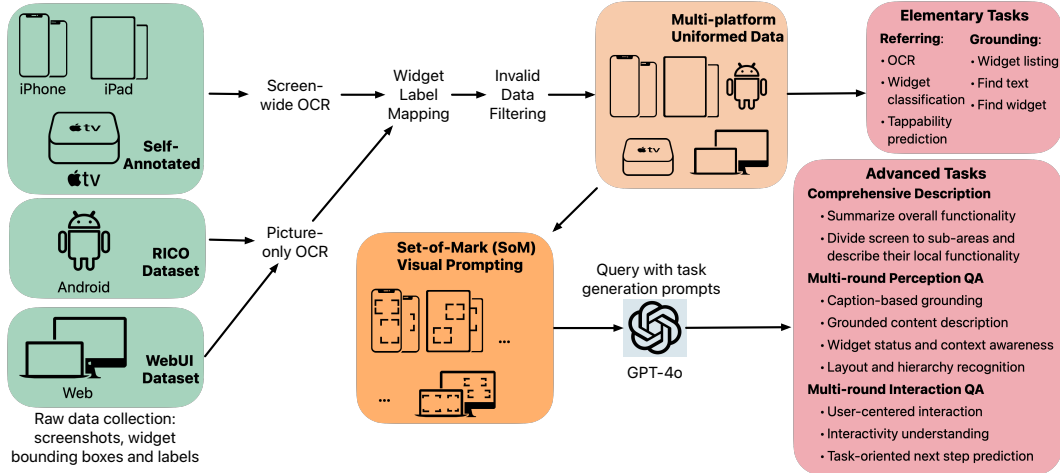 iPhone
iPad
tv
Self-
Annotated
tv
Android
RICO
Dataset
Web
WebUI
Dataset
Raw data collection:
screenshots, widget
bounding boxes and labels
Screen-
wide OCR
Picture-
only OCR
Widget
Label
Mapping
Invalid
Data
Filtering
Multi-platform
Uniformed Data
tv
Set-of-Mark (SoM)
Visual Prompting
...
...
Query with task
generation prompts
GPT-4o
Elementary Tasks
Referring:
• OCR
• Widget
classification
• Tappability
prediction
Grounding:
• Widget listing
• Find text
• Find widget
Advanced Tasks
Comprehensive Description
• Summarize overall functionality
• Divide screen to sub-areas and
describe their local functionality
Multi-round Perception QA
• Caption-based grounding
• Grounded content description
• Widget status and context awareness
• Layout and hierarchy recognition
Multi-round Interaction QA
• User-centered interaction
• Interactivity understanding
• Task-oriented next step prediction